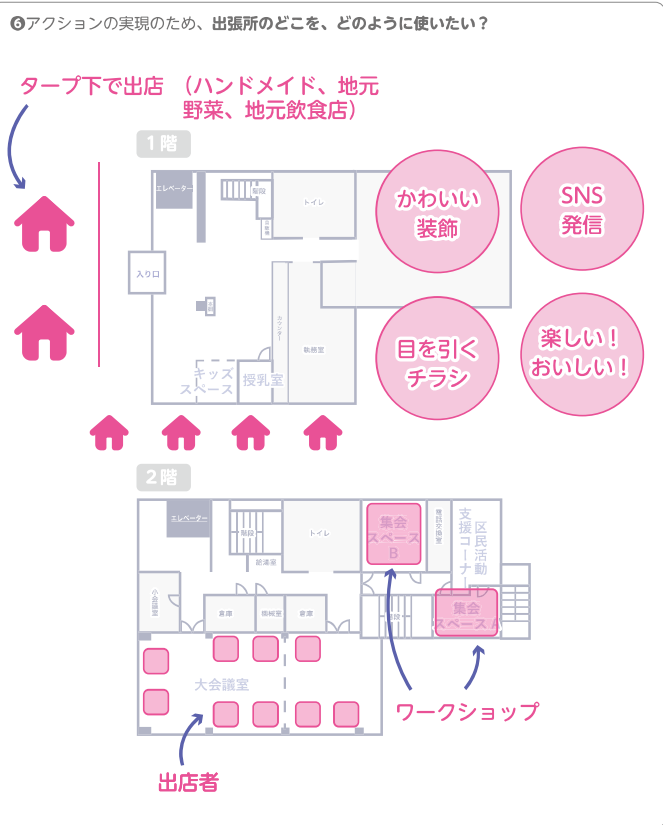 ❻アクションの実現のため、出張所のどこを、どのように使いたい？
タープ下で出店 （ハンドメイド、地元
野菜、地元飲食店）
1階
エレベーター
階段
トイレ
入り口
カウンター
執務室
キッズ
スペース
授乳室
かわいい
装飾
SNS
発信
目を引く
チラシ
楽しい！
おいしい！
2階
エレベーター
階段
トイレ
給湯室
集会
スペース
B
電話交換室
区民活動
支援コーナー
小会議室
倉庫
機械室
倉庫
階段
集会
スペース A
大会議室
ワークショップ
出店者